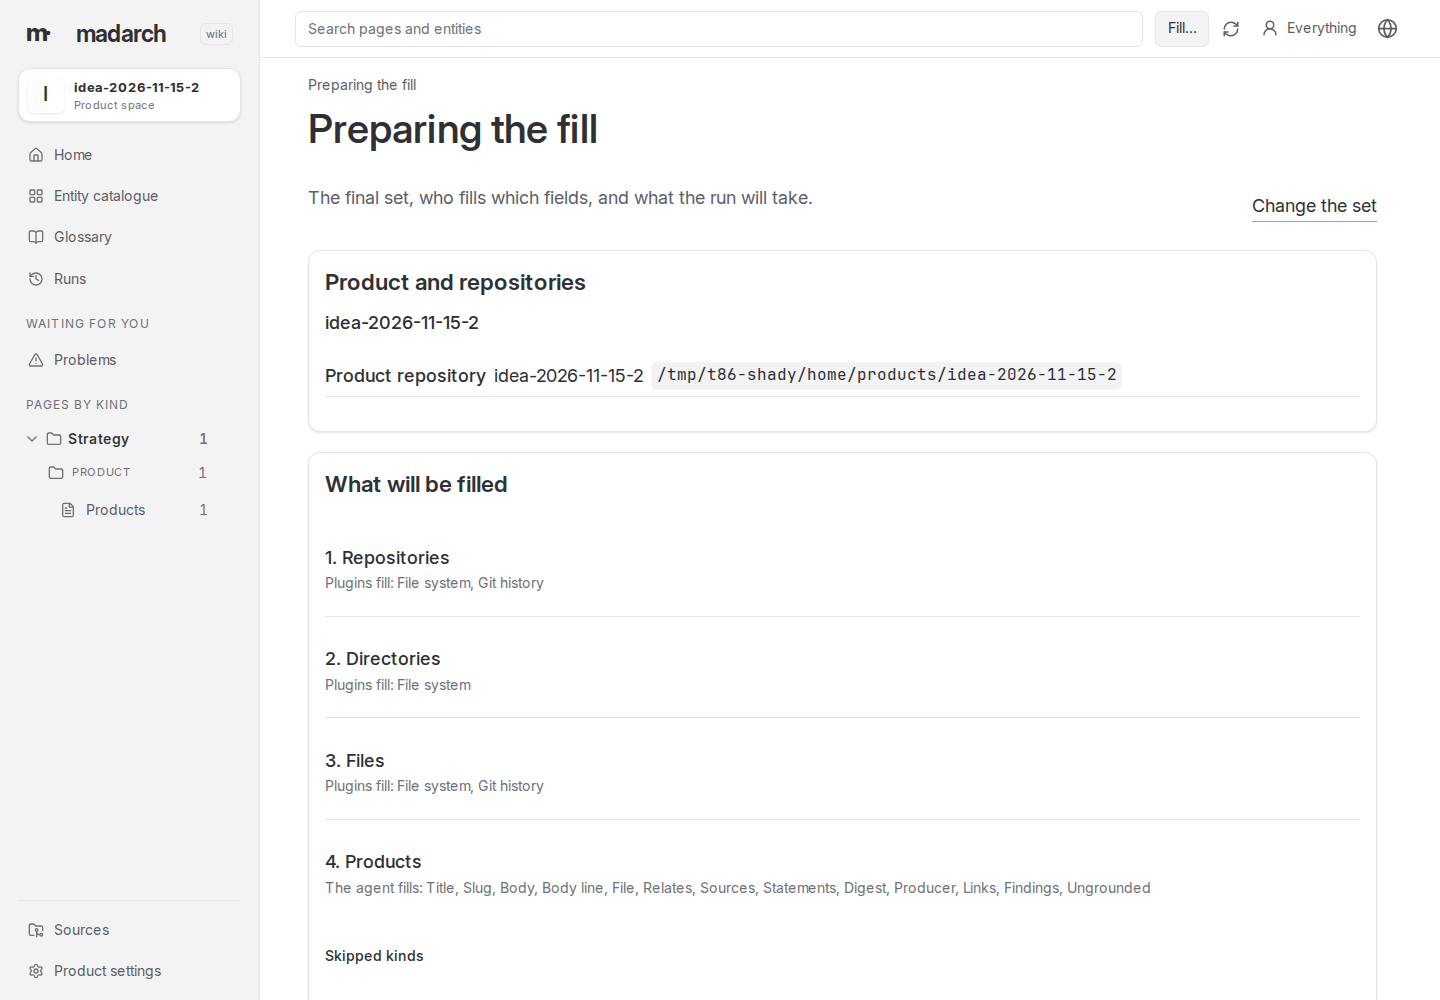 m
madarch
wiki
I
idea-2026-11-15-2
Product space
Home
Entity catalogue
Glossary
Runs
WAITING FOR YOU
Problems
PAGES BY KIND
Strategy 1
PRODUCT 1
Products 1
Sources
Product settings
Search pages and entities
Fill...
Everything
Preparing the fill
Preparing the fill
The final set, who fills which fields, and what the run will take.
Change the set
Product and repositories
idea-2026-11-15-2
Product repository idea-2026-11-15-2 /tmp/t86-shady/home/products/idea-2026-11-15-2
What will be filled
1. Repositories
Plugins fill: File system, Git history
2. Directories
Plugins fill: File system
3. Files
Plugins fill: File system, Git history
4. Products
The agent fills: Title, Slug, Body, Body line, File, Relates, Sources, Statements, Digest, Producer, Links, Findings, Ungrounded
Skipped kinds